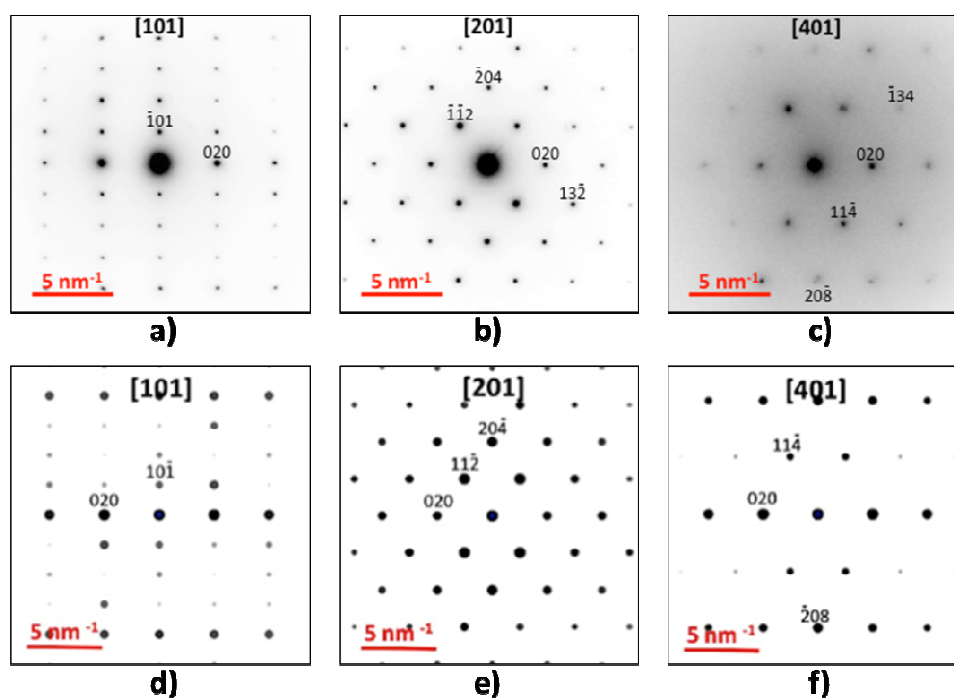 [101]
1̄01
020
5 nm⁻¹
a)
[201]
2̄04
1̄1̄2
020
132̄
5 nm⁻¹
b)
[401]
1̄34
020
114̄
208̄
5 nm⁻¹
c)
[101]
101̄
020
5 nm⁻¹
d)
[201]
204̄
112̄
020
5 nm⁻¹
e)
[401]
114̄
020
2̄08
5 nm⁻¹
f)